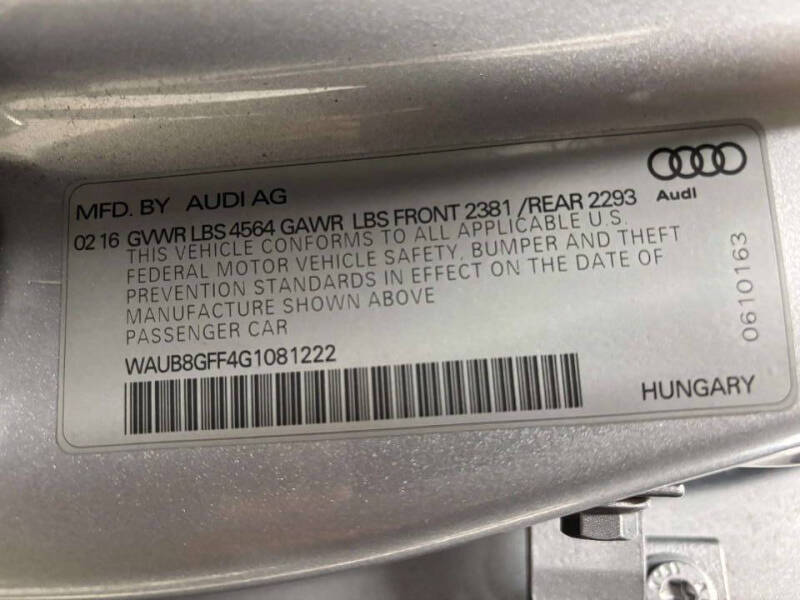 MFD. BY AUDI AG
Audi
02 16 GVWR LBS 4564 GAWR LBS FRONT 2381 /REAR 2293
THIS VEHICLE CONFORMS TO ALL APPLICABLE U.S.
FEDERAL MOTOR VEHICLE SAFETY, BUMPER AND THEFT
PREVENTION STANDARDS IN EFFECT ON THE DATE OF
MANUFACTURE SHOWN ABOVE
PASSENGER CAR
WAUB8GFF4G1081222
0610163
HUNGARY